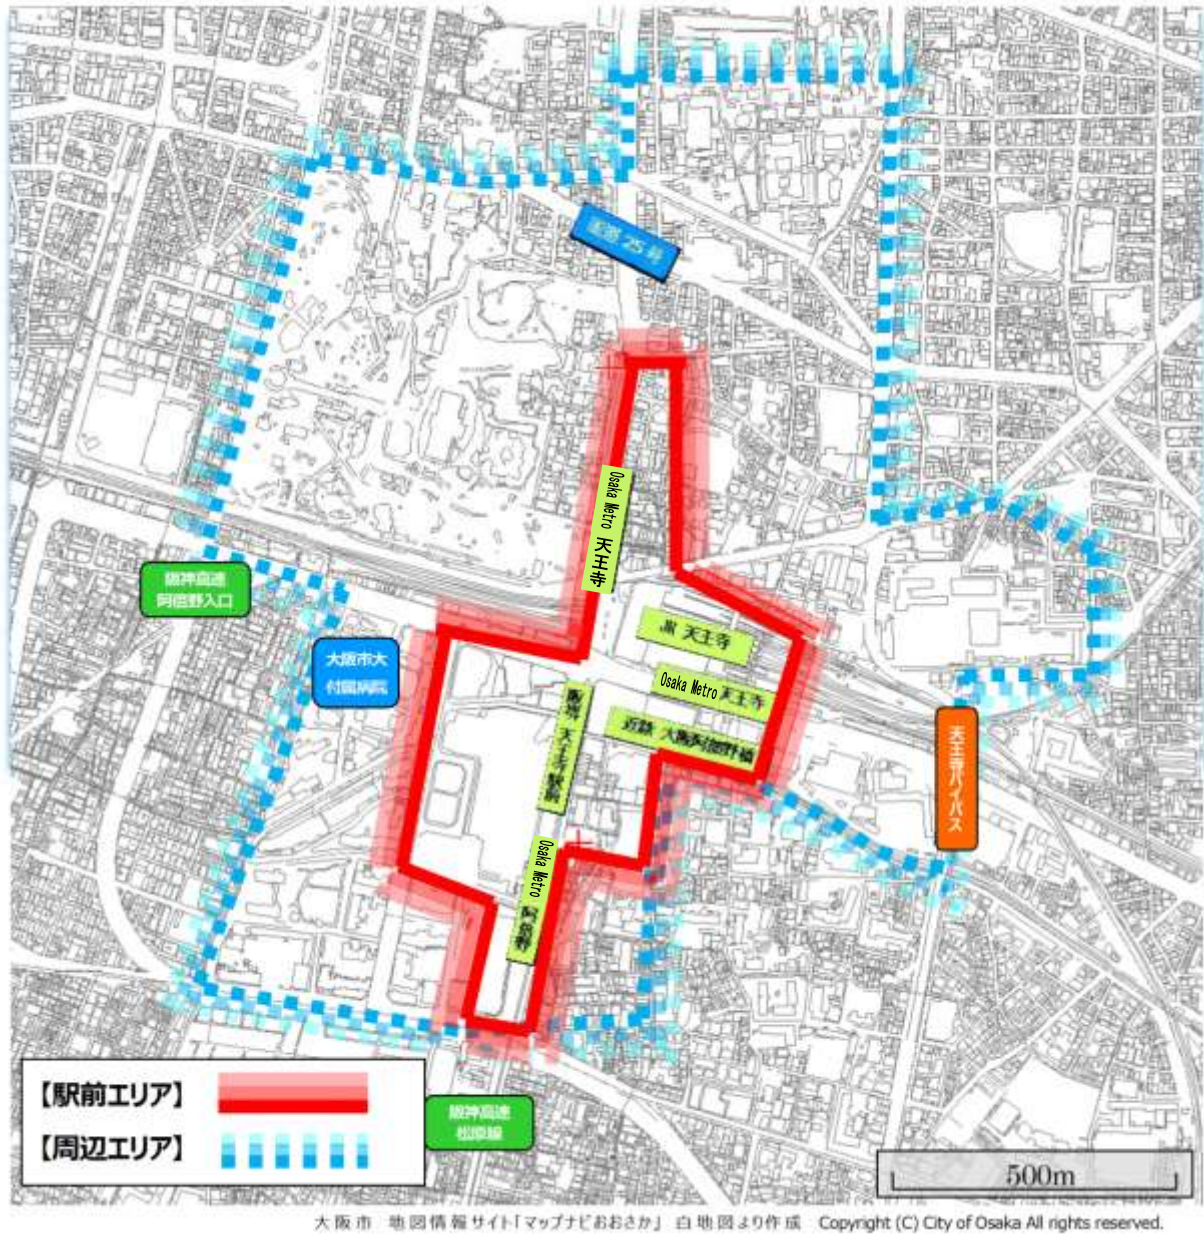 国道 25 号
Osaka Metro 天王寺
阪神高速
阿倍野入口
JR 天王寺
大阪市大
付属病院
Osaka Metro 天王寺
阪堺 天王寺駅前
近鉄 大阪阿部野橋
天王寺バイパス
Osaka Metro 阿倍野
【駅前エリア】
【周辺エリア】
阪神高速
松原線
500m
大阪市 地図情報サイト「マップナビおおさか」 白地図より作成 Copyright (C) City of Osaka All rights reserved.